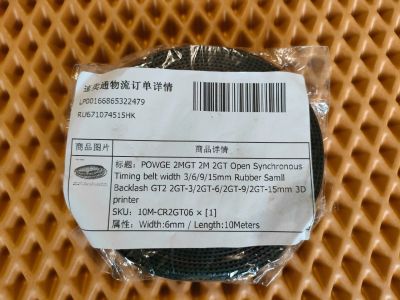 速卖通物流订单详情
LP00166865322479
RU671074515HK
商品图片
商品详情
标题: POWGE 2MGT 2M 2GT Open Synchronous
Timing belt width 3/6/9/15mm Rubber Samll
Backlash GT2 2GT-3/2GT-6/2GT-9/2GT-15mm 3D
printer
SKU: 10M-CR2GT06 x [1]
属性: Width:6mm / Length:10Meters